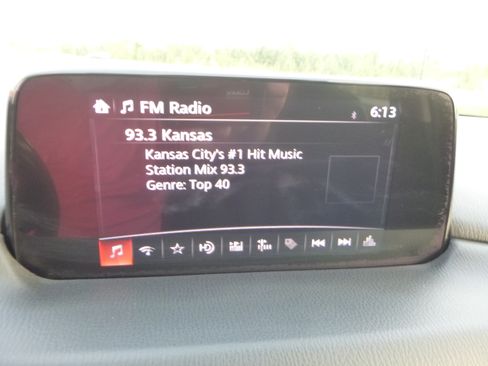 FM Radio
6:13
93.3 Kansas
Kansas City's #1 Hit Music
Station Mix 93.3
Genre: Top 40